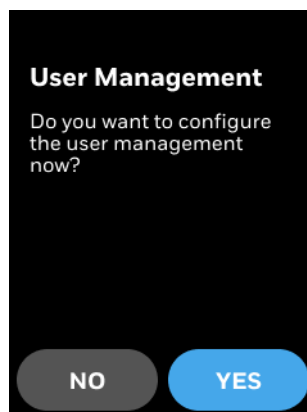 User Management
Do you want to configure
the user management
now?
NO
YES